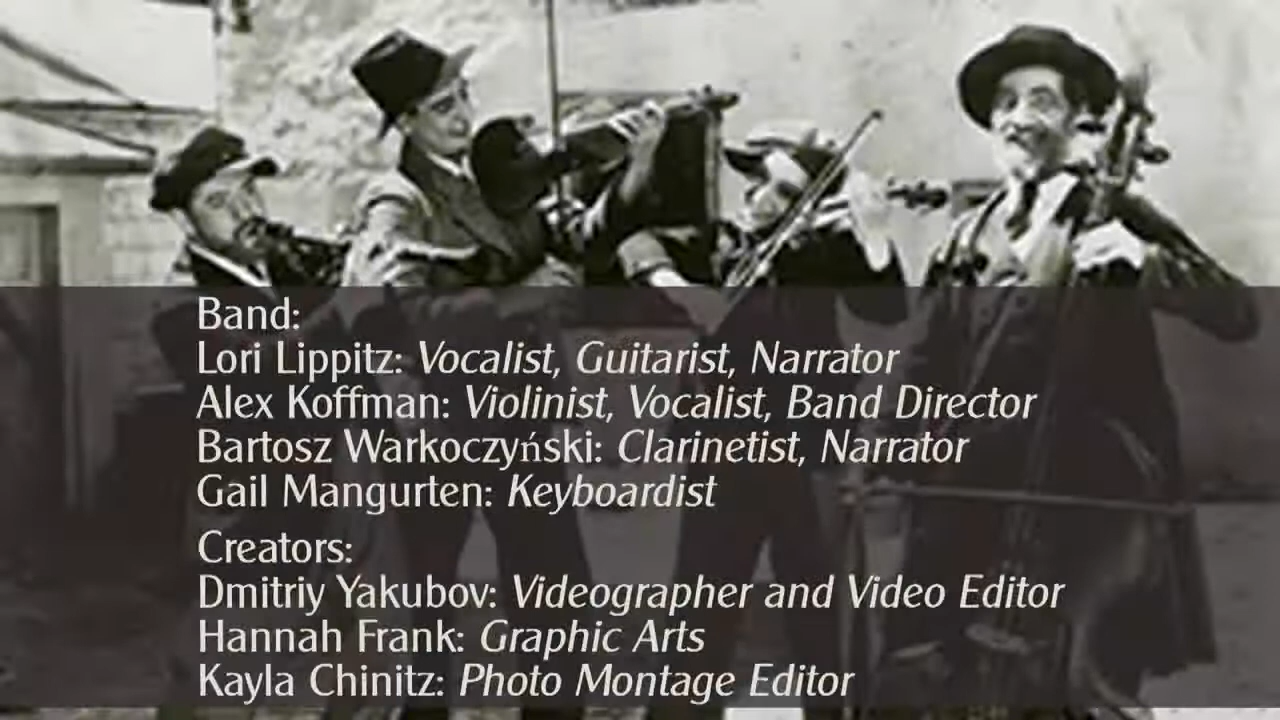 Band:
Lori Lippitz: Vocalist, Guitarist, Narrator
Alex Koffman: Violinist, Vocalist, Band Director
Bartosz Warkoczyński: Clarinetist, Narrator
Gail Mangurten: Keyboardist
Creators:
Dmitriy Yakubov: Videographer and Video Editor
Hannah Frank: Graphic Arts
Kayla Chinitz: Photo Montage Editor